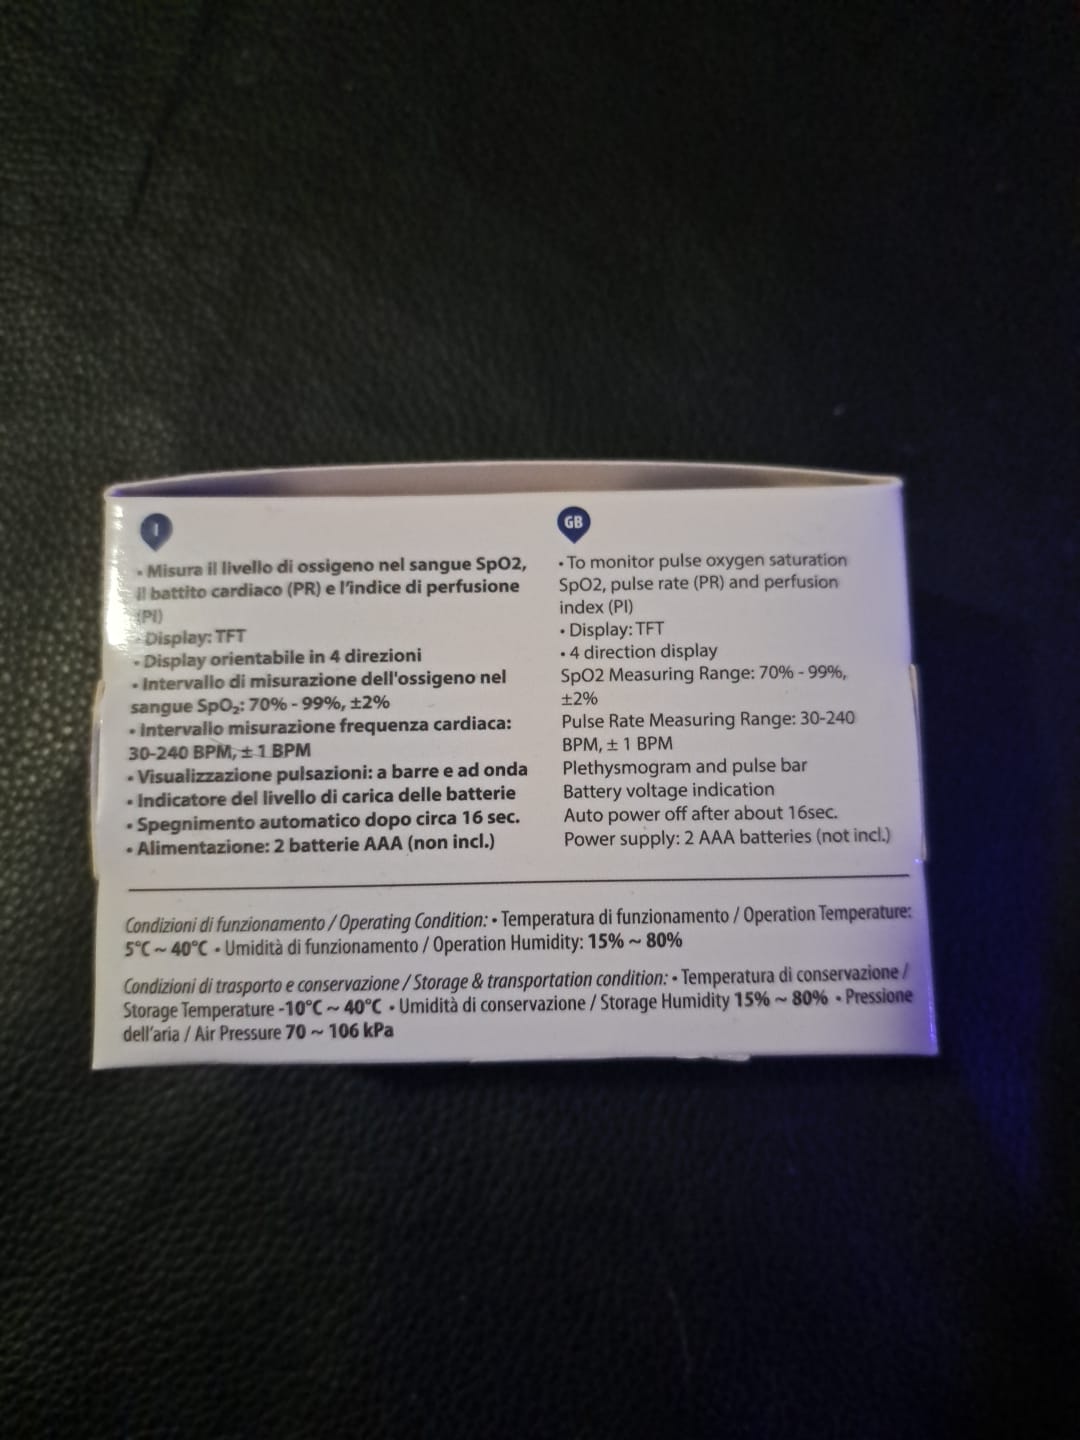 I
• Misura il livello di ossigeno nel sangue SpO2,
il battito cardiaco (PR) e l'indice di perfusione
(PI)
• Display: TFT
• Display orientabile in 4 direzioni
• Intervallo di misurazione dell'ossigeno nel
sangue SpO₂: 70% - 99%, ±2%
• Intervallo misurazione frequenza cardiaca:
30-240 BPM, ± 1 BPM
• Visualizzazione pulsazioni: a barre e ad onda
• Indicatore del livello di carica delle batterie
• Spegnimento automatico dopo circa 16 sec.
• Alimentazione: 2 batterie AAA (non incl.)
GB
• To monitor pulse oxygen saturation
SpO2, pulse rate (PR) and perfusion
index (PI)
• Display: TFT
• 4 direction display
SpO2 Measuring Range: 70% - 99%,
±2%
Pulse Rate Measuring Range: 30-240
BPM, ± 1 BPM
Plethysmogram and pulse bar
Battery voltage indication
Auto power off after about 16sec.
Power supply: 2 AAA batteries (not incl.)
Condizioni di funzionamento / Operating Condition: • Temperatura di funzionamento / Operation Temperature:
5°C ~ 40°C • Umidità di funzionamento / Operation Humidity: 15% ~ 80%
Condizioni di trasporto e conservazione / Storage & transportation condition: • Temperatura di conservazione /
Storage Temperature -10°C ~ 40°C • Umidità di conservazione / Storage Humidity 15% ~ 80% • Pressione
dell'aria / Air Pressure 70 ~ 106 kPa